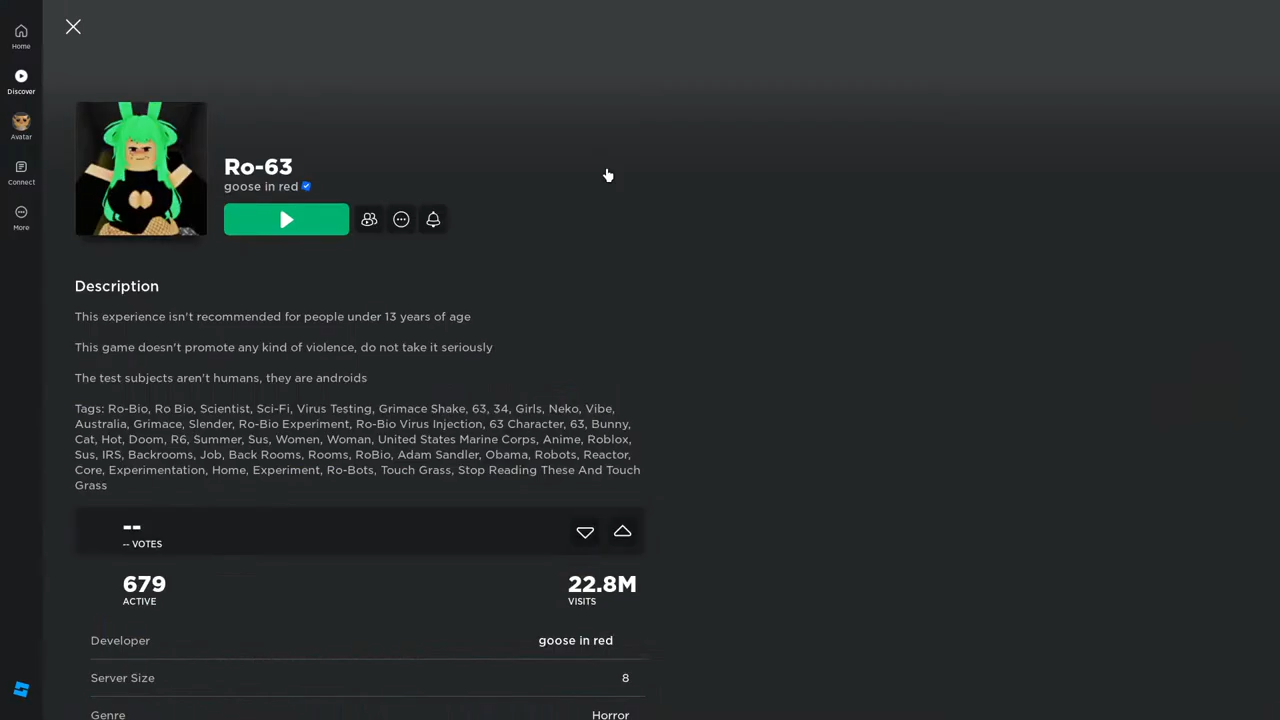 Home
Discover
Avatar
Connect
More
Ro-63
goose in red
Description
This experience isn't recommended for people under 13 years of age
This game doesn't promote any kind of violence, do not take it seriously
The test subjects aren't humans, they are androids
Tags: Ro-Bio, Ro Bio, Scientist, Sci-Fi, Virus Testing, Grimace Shake, 63, 34, Girls, Neko, Vibe,
Australia, Grimace, Slender, Ro-Bio Experiment, Ro-Bio Virus Injection, 63 Character, 63, Bunny,
Cat, Hot, Doom, R6, Summer, Sus, Women, Woman, United States Marine Corps, Anime, Roblox,
Sus, IRS, Backrooms, Job, Back Rooms, Rooms, RoBio, Adam Sandler, Obama, Robots, Reactor,
Core, Experimentation, Home, Experiment, Ro-Bots, Touch Grass, Stop Reading These And Touch
Grass
--
-- VOTES
679
ACTIVE
22.8M
VISITS
Developer goose in red
Server Size 8
Genre Horror